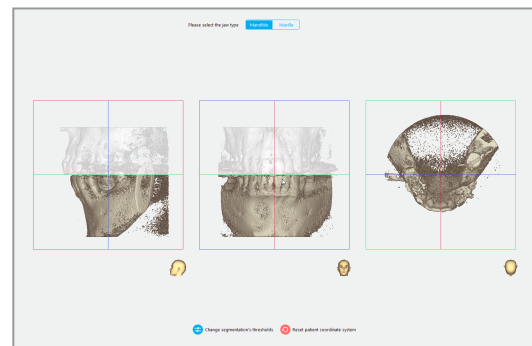 Please select the jaw type Mandible Maxilla
Change segmentation's thresholds Reset patient coordinate system